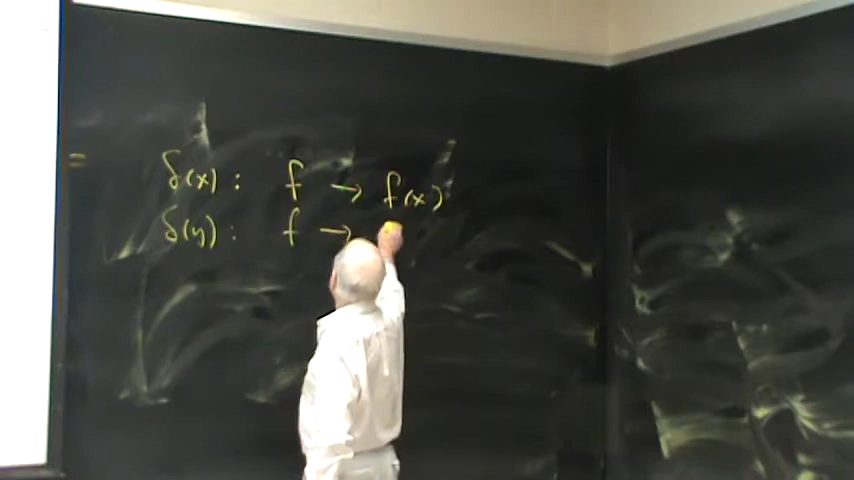 = δ(x) : f → f(x)
δ(y) : f →